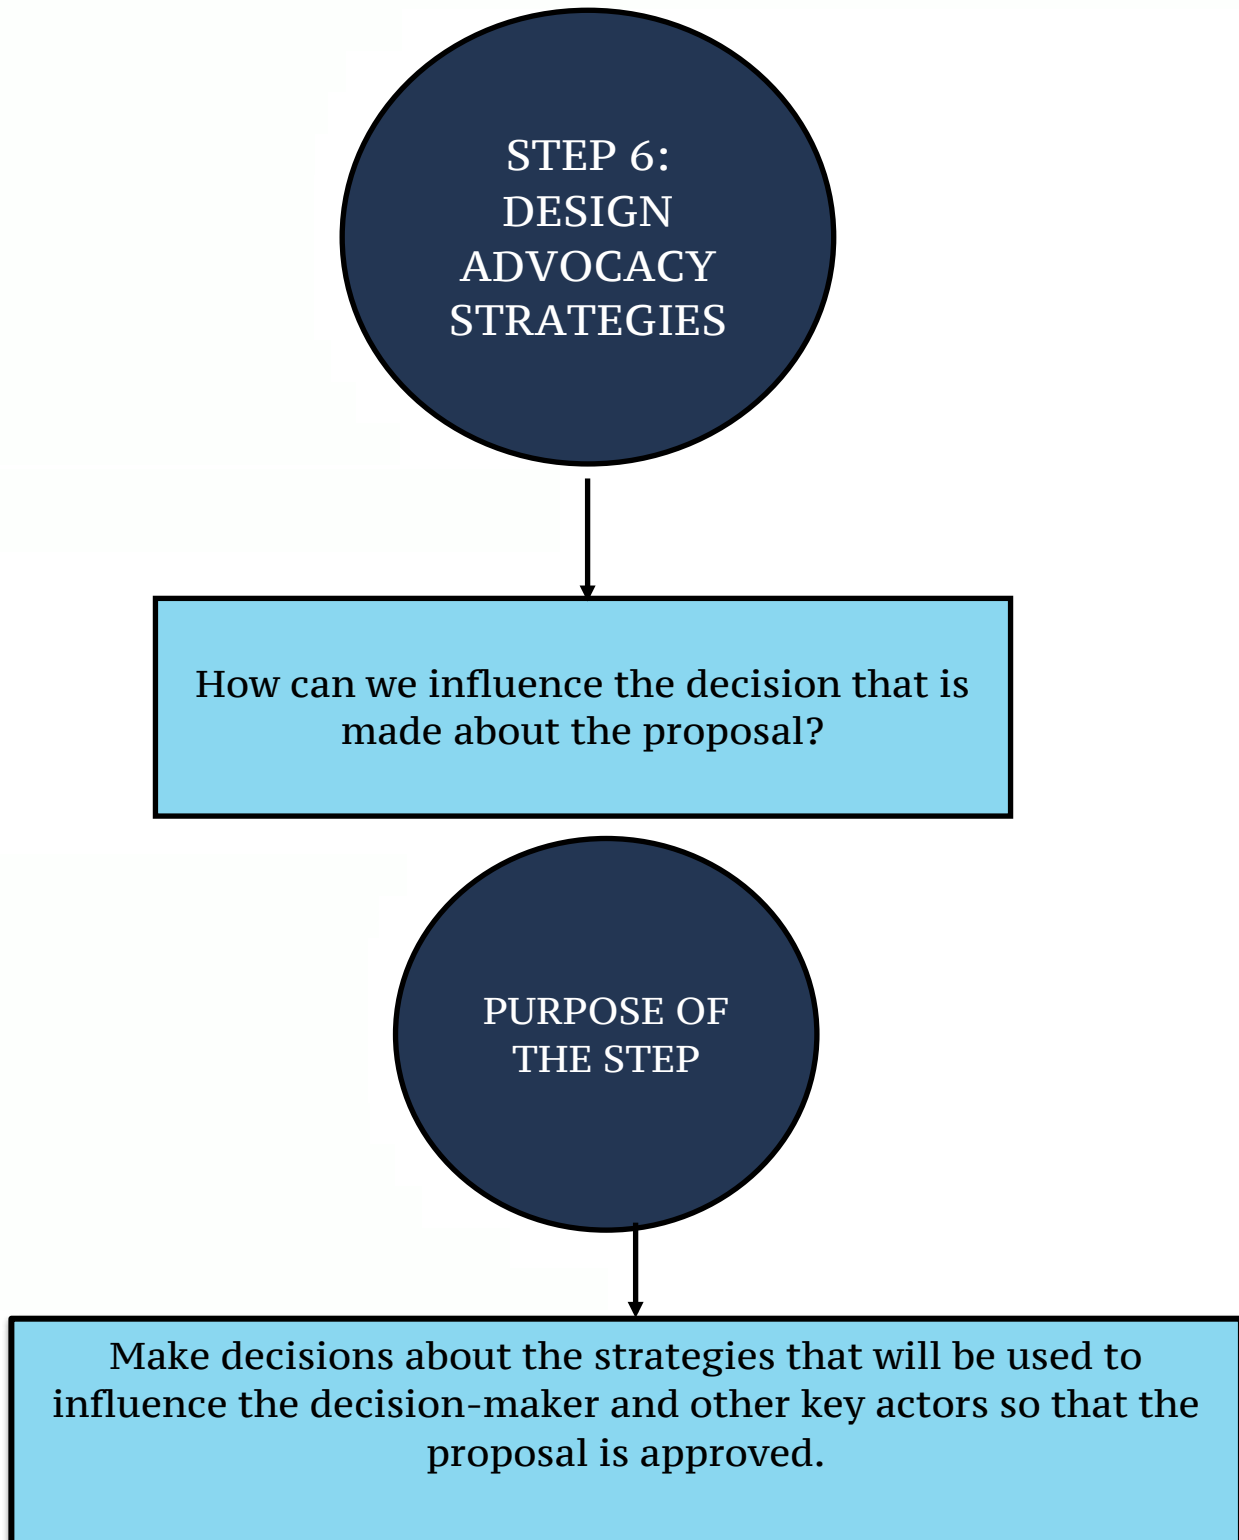 STEP 6:
DESIGN
ADVOCACY
STRATEGIES
How can we influence the decision that is
made about the proposal?
PURPOSE OF
THE STEP
Make decisions about the strategies that will be used to
influence the decision-maker and other key actors so that the
proposal is approved.